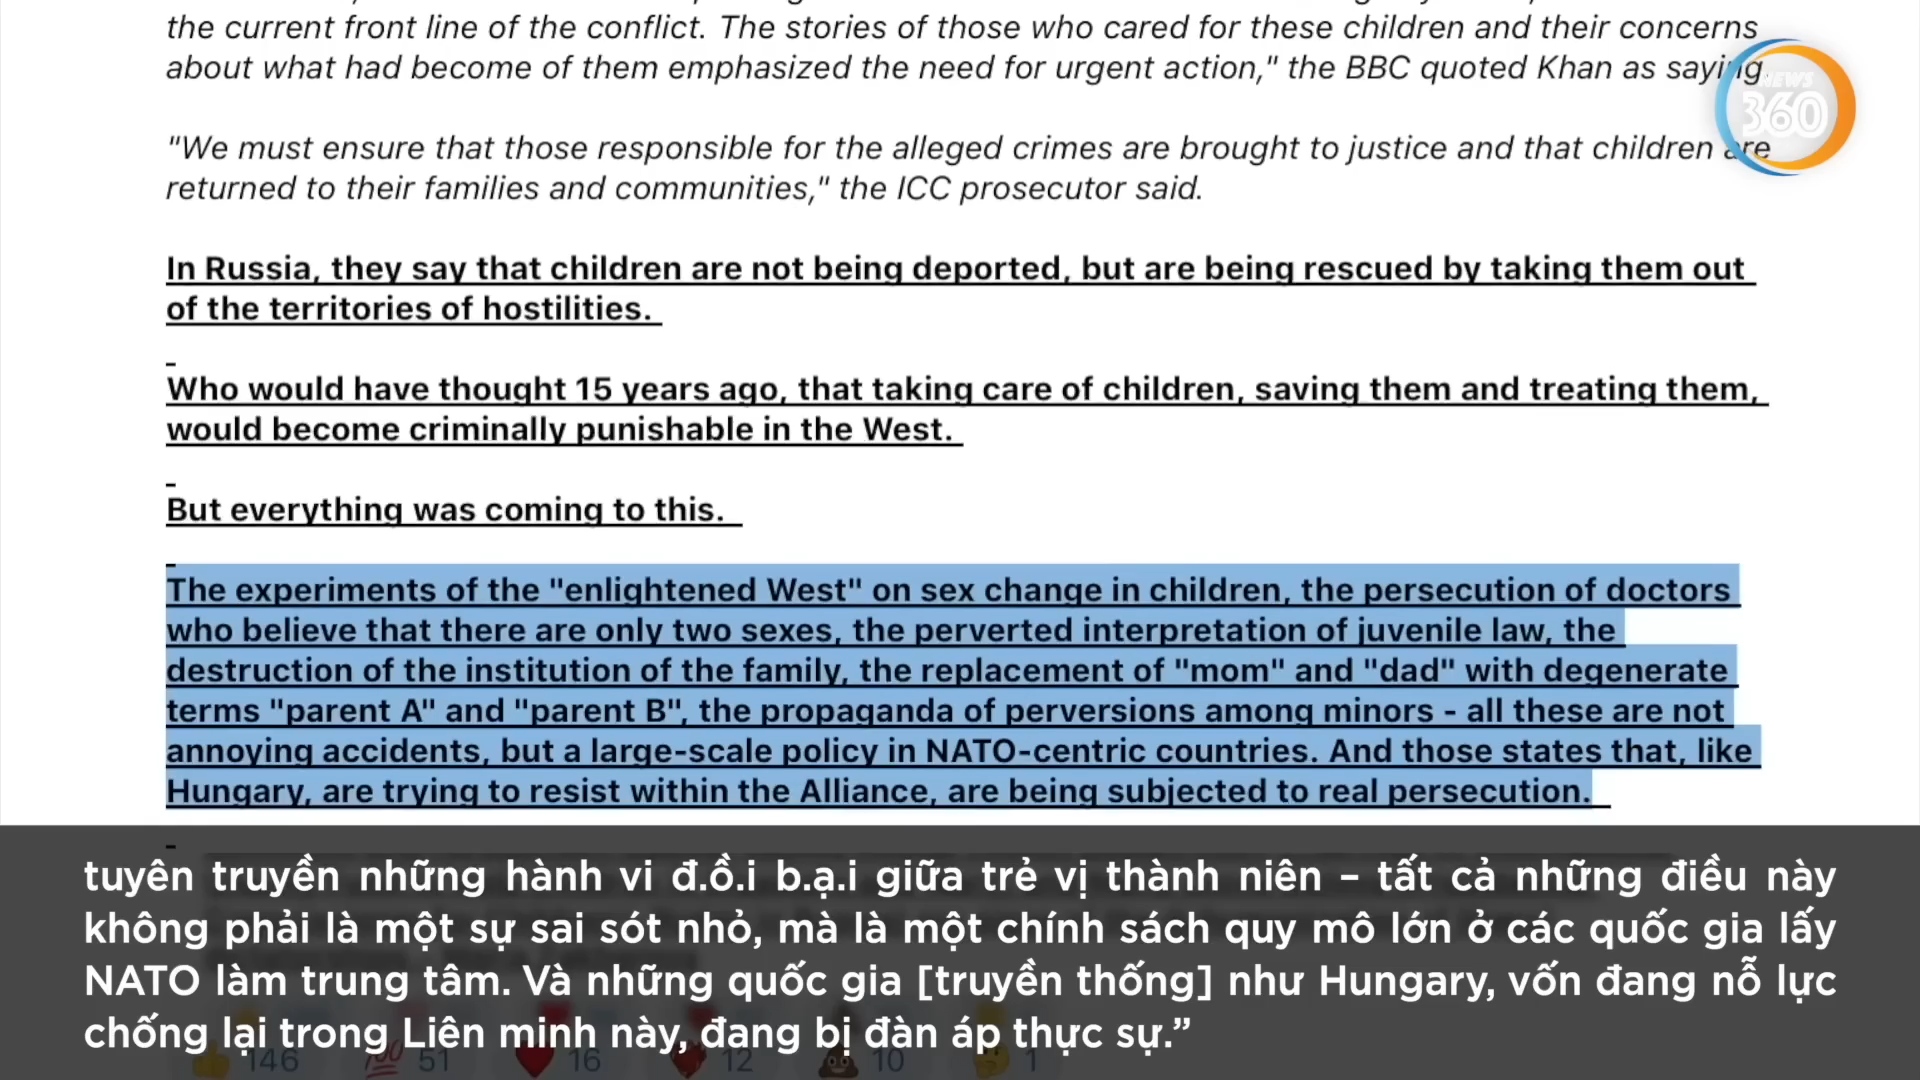 the current front line of the conflict. The stories of those who cared for these children and their concerns
about what had become of them emphasized the need for urgent action," the BBC quoted Khan as saying.
NEWS
360
"We must ensure that those responsible for the alleged crimes are brought to justice and that children are
returned to their families and communities," the ICC prosecutor said.
In Russia, they say that children are not being deported, but are being rescued by taking them out
of the territories of hostilities.
Who would have thought 15 years ago, that taking care of children, saving them and treating them,
would become criminally punishable in the West.
But everything was coming to this.
The experiments of the "enlightened West" on sex change in children, the persecution of doctors
who believe that there are only two sexes, the perverted interpretation of juvenile law, the
destruction of the institution of the family, the replacement of "mom" and "dad" with degenerate
terms "parent A" and "parent B", the propaganda of perversions among minors - all these are not
annoying accidents, but a large-scale policy in NATO-centric countries. And those states that, like
Hungary, are trying to resist within the Alliance, are being subjected to real persecution.
tuyên truyền những hành vi đ.ồ.i b.ạ.i giữa trẻ vị thành niên – tất cả những điều này
không phải là một sự sai sót nhỏ, mà là một chính sách quy mô lớn ở các quốc gia lấy
NATO làm trung tâm. Và những quốc gia [truyền thống] như Hungary, vốn đang nỗ lực
chống lại trong Liên minh này, đang bị đàn áp thực sự.”
146 100 51 16 12 10 1